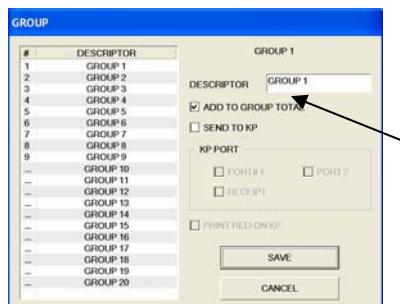 GROUP
# DESCRIPTOR
1 GROUP 1
2 GROUP 2
3 GROUP 3
4 GROUP 4
5 GROUP 5
6 GROUP 6
7 GROUP 7
8 GROUP 8
9 GROUP 9
... GROUP 10
... GROUP 11
... GROUP 12
... GROUP 13
... GROUP 14
... GROUP 15
... GROUP 16
... GROUP 17
... GROUP 18
... GROUP 19
... GROUP 20
GROUP 1
DESCRIPTOR GROUP 1
ADD TO GROUP TOTAL
SEND TO KP
KP PORT
PORT# 1 PORT 2
RECEIPT
PRINT RED ON KP
SAVE
CANCEL